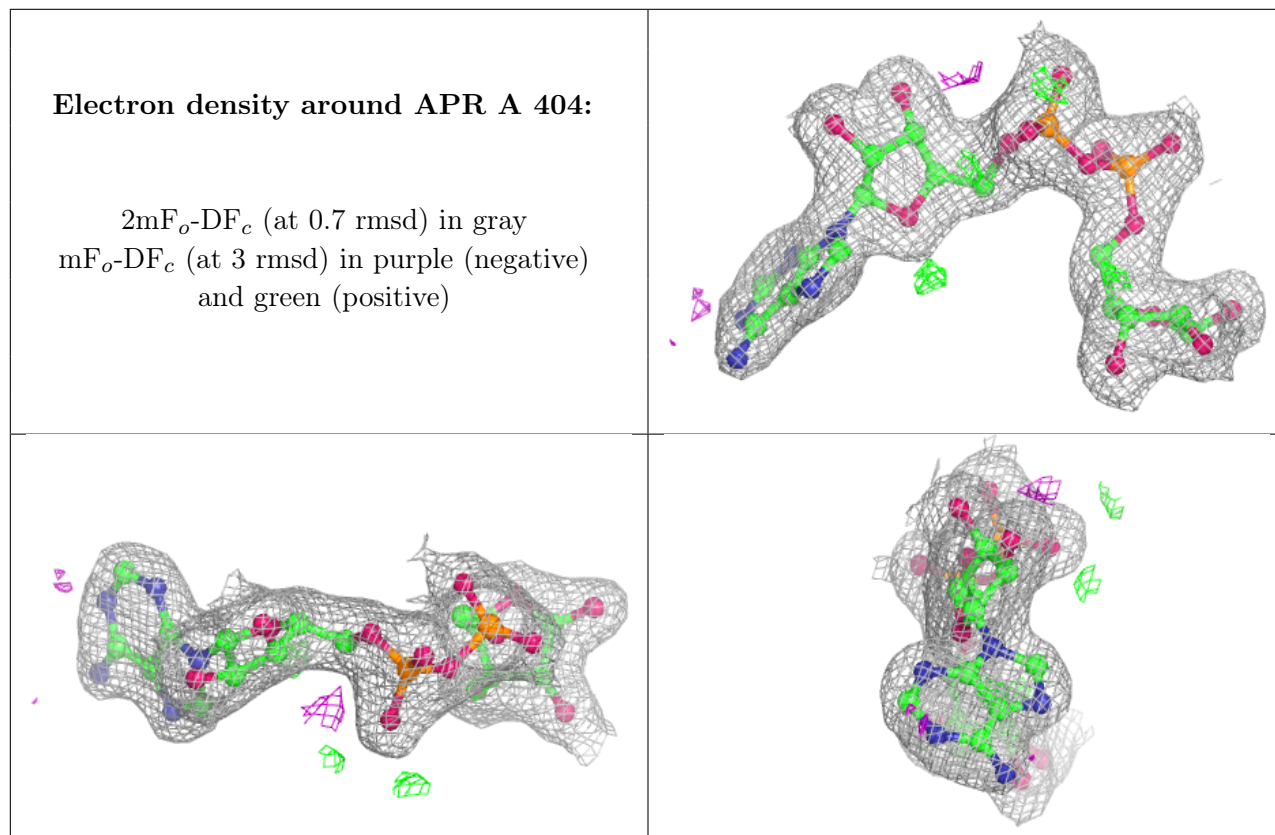 Electron density around APR A 404:
2mFo-DFc (at 0.7 rmsd) in gray
mFo-DFc (at 3 rmsd) in purple (negative)
and green (positive)